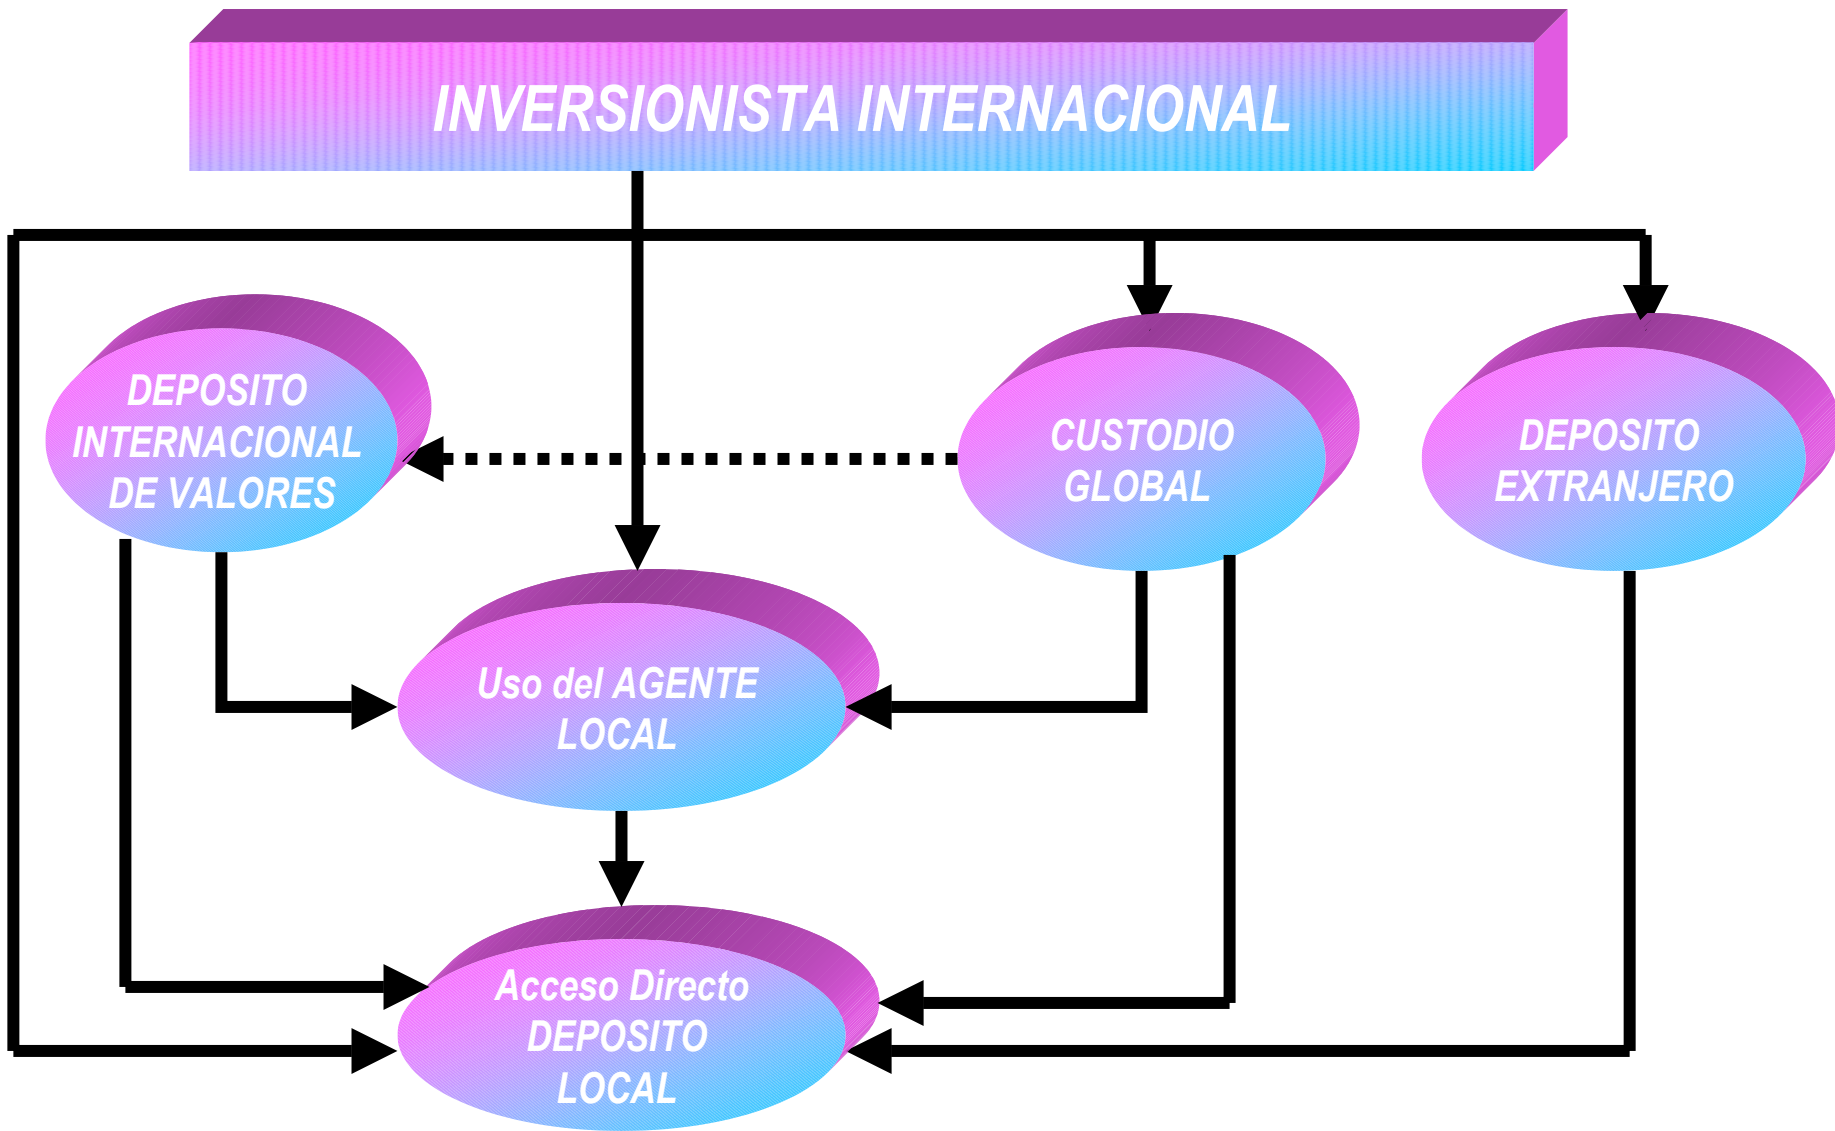 INVERSIONISTA INTERNACIONAL
DEPOSITO
INTERNACIONAL
DE VALORES
CUSTODIO
GLOBAL
DEPOSITO
EXTRANJERO
Uso del AGENTE
LOCAL
Acceso Directo
DEPOSITO
LOCAL